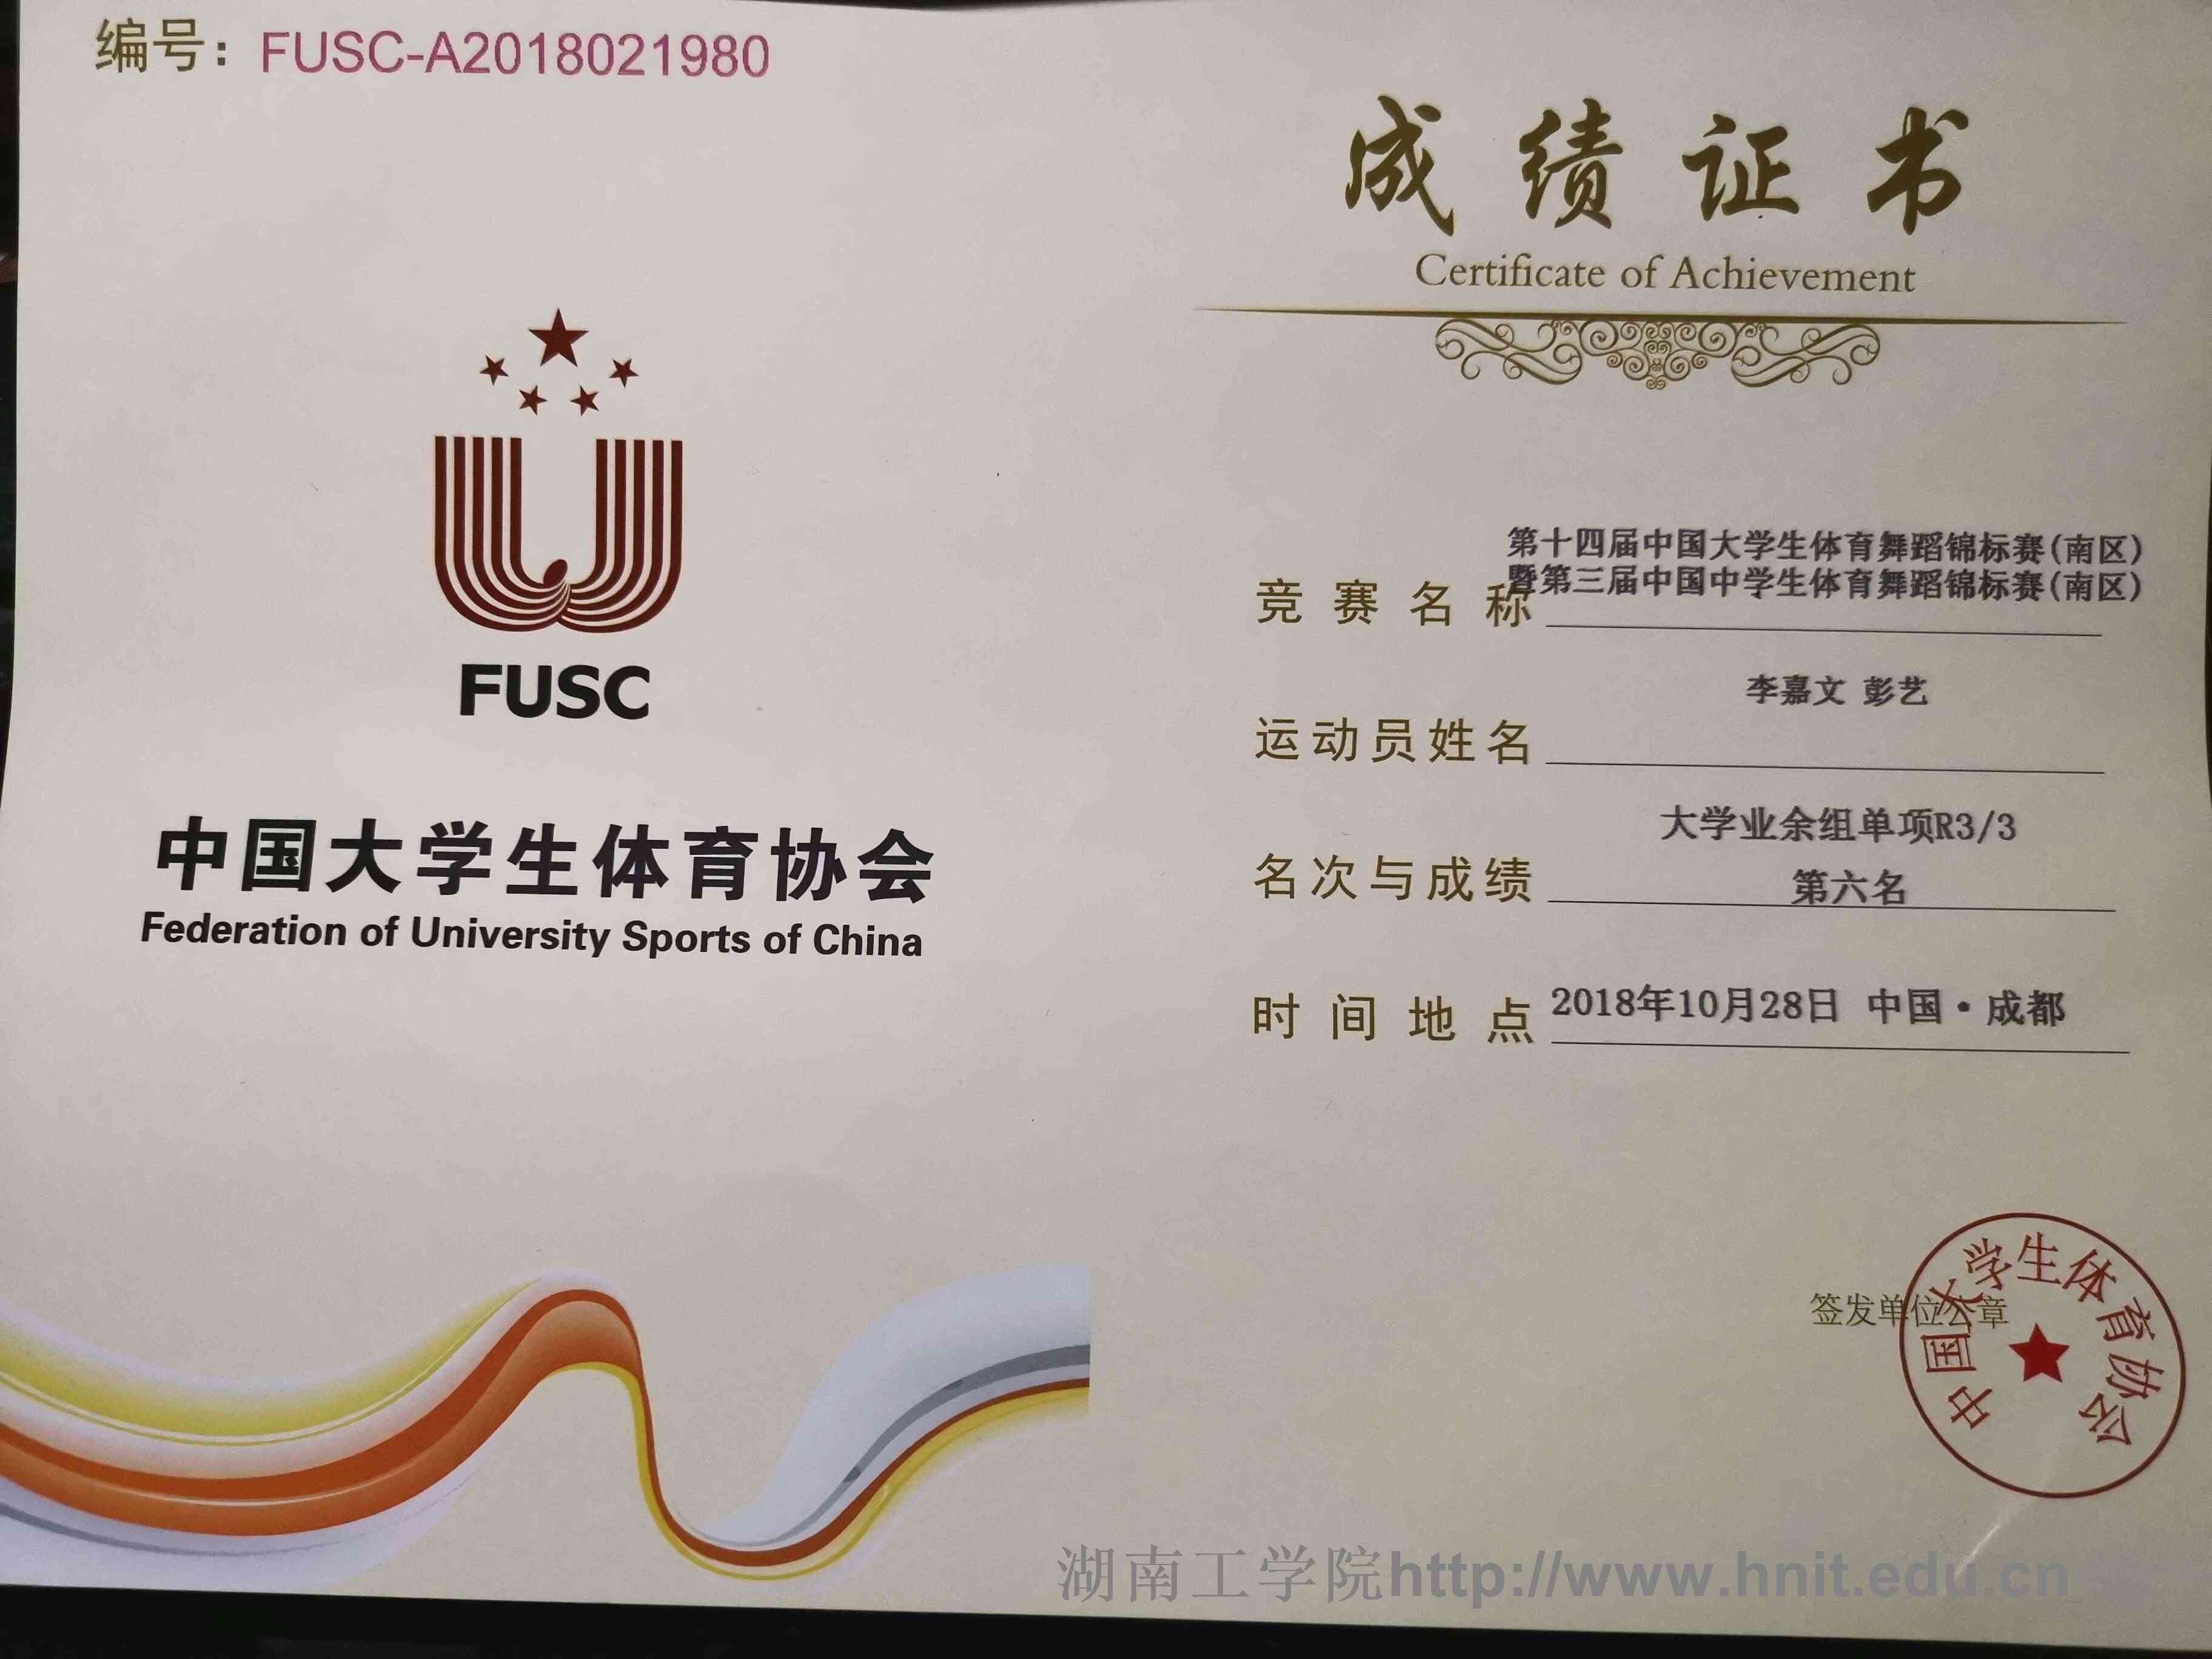 编号：FUSC-A2018021980
FUSC
中国大学生体育协会
Federation of University Sports of China
成绩证书
Certificate of Achievement
第十四届中国大学生体育舞蹈锦标赛(南区)
竞赛名称 暨第三届中国中学生体育舞蹈锦标赛(南区)
李嘉文 彭艺
运动员姓名
大学业余组单项R3/3
名次与成绩 第六名
时间地点 2018年10月28日 中国·成都
签发单位公章
中国大学生体育协会
湖南工学院http://www.hnit.edu.cn